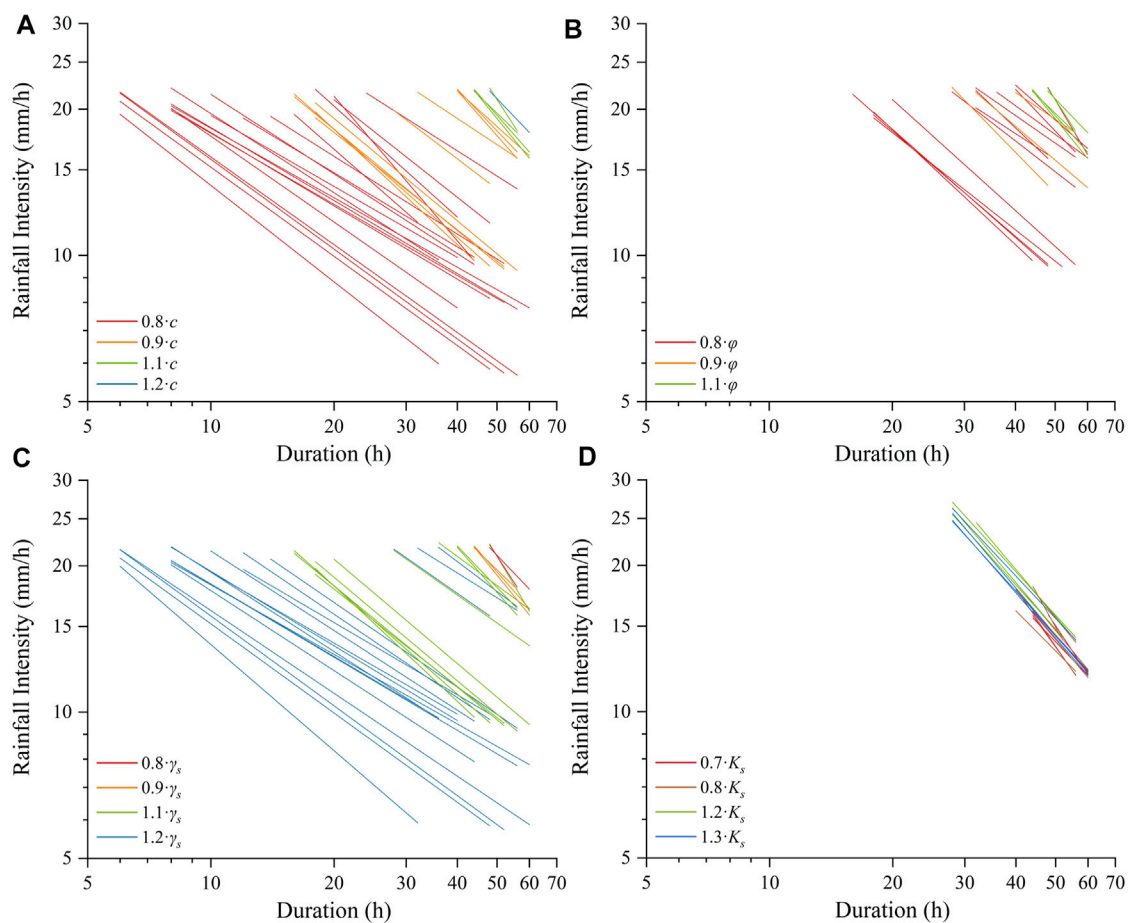 A
30
25
20
15
10
5
Rainfall Intensity (mm/h)
0.8·c
0.9·c
1.1·c
1.2·c
5 10 20 30 40 50 60 70
Duration (h)
B
30
25
20
15
10
5
Rainfall Intensity (mm/h)
0.8·φ
0.9·φ
1.1·φ
5 10 20 30 40 50 60 70
Duration (h)
C
30
25
20
15
10
5
Rainfall Intensity (mm/h)
0.8·γs
0.9·γs
1.1·γs
1.2·γs
5 10 20 30 40 50 60 70
Duration (h)
D
30
25
20
15
10
5
Rainfall Intensity (mm/h)
0.7·Ks
0.8·Ks
1.2·Ks
1.3·Ks
5 10 20 30 40 50 60 70
Duration (h)